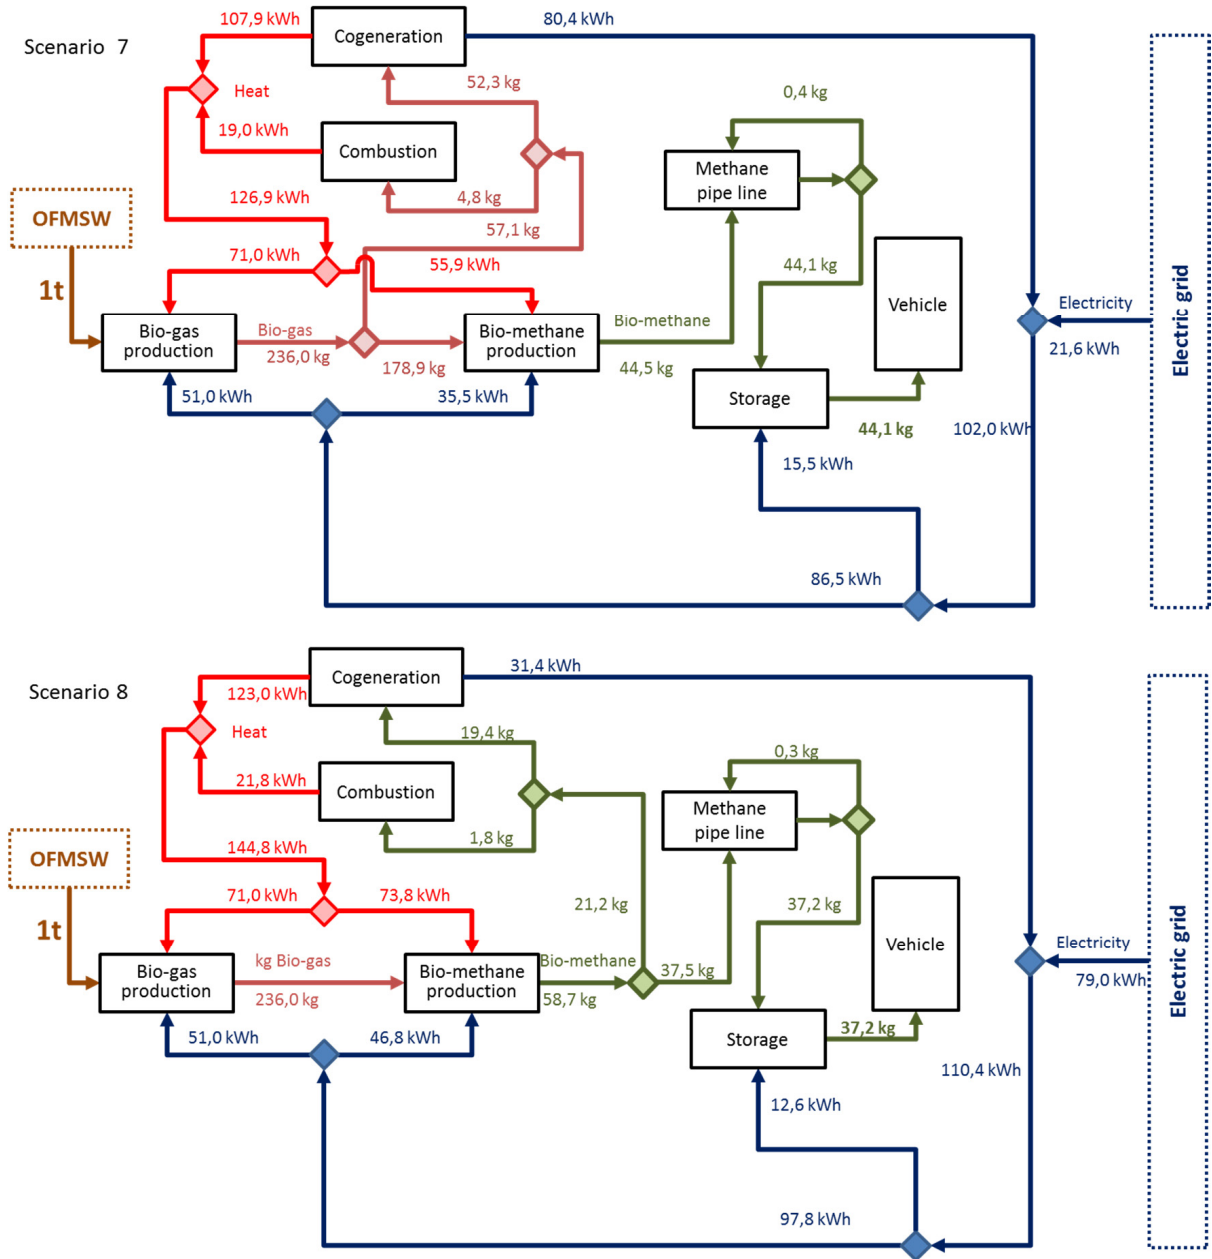 107,9 kWh
80,4 kWh
Scenario 7
Cogeneration
52,3 kg
Heat
0,4 kg
19,0 kWh
Combustion
Methane
pipe line
126,9 kWh
4,8 kg
OFMSW
57,1 kg
71,0 kWh
55,9 kWh
44,1 kg
1t
Vehicle
Electricity
Bio-gas
production
Bio-gas
236,0 kg
178,9 kg
Bio-methane
production
Bio-methane
44,5 kg
21,6 kWh
Electric grid
51,0 kWh
35,5 kWh
Storage
44,1 kg
102,0 kWh
15,5 kWh
86,5 kWh
31,4 kWh
Scenario 8
123,0 kWh
Cogeneration
Heat
19,4 kg
0,3 kg
21,8 kWh
Combustion
Methane
pipe line
1,8 kg
OFMSW
144,8 kWh
71,0 kWh
73,8 kWh
21,2 kg
37,2 kg
1t
Vehicle
Electricity
Bio-gas
production
kg Bio-gas
236,0 kg
Bio-methane
production
Bio-methane
58,7 kg
37,5 kg
79,0 kWh
Electric grid
51,0 kWh
46,8 kWh
Storage
37,2 kg
110,4 kWh
12,6 kWh
97,8 kWh